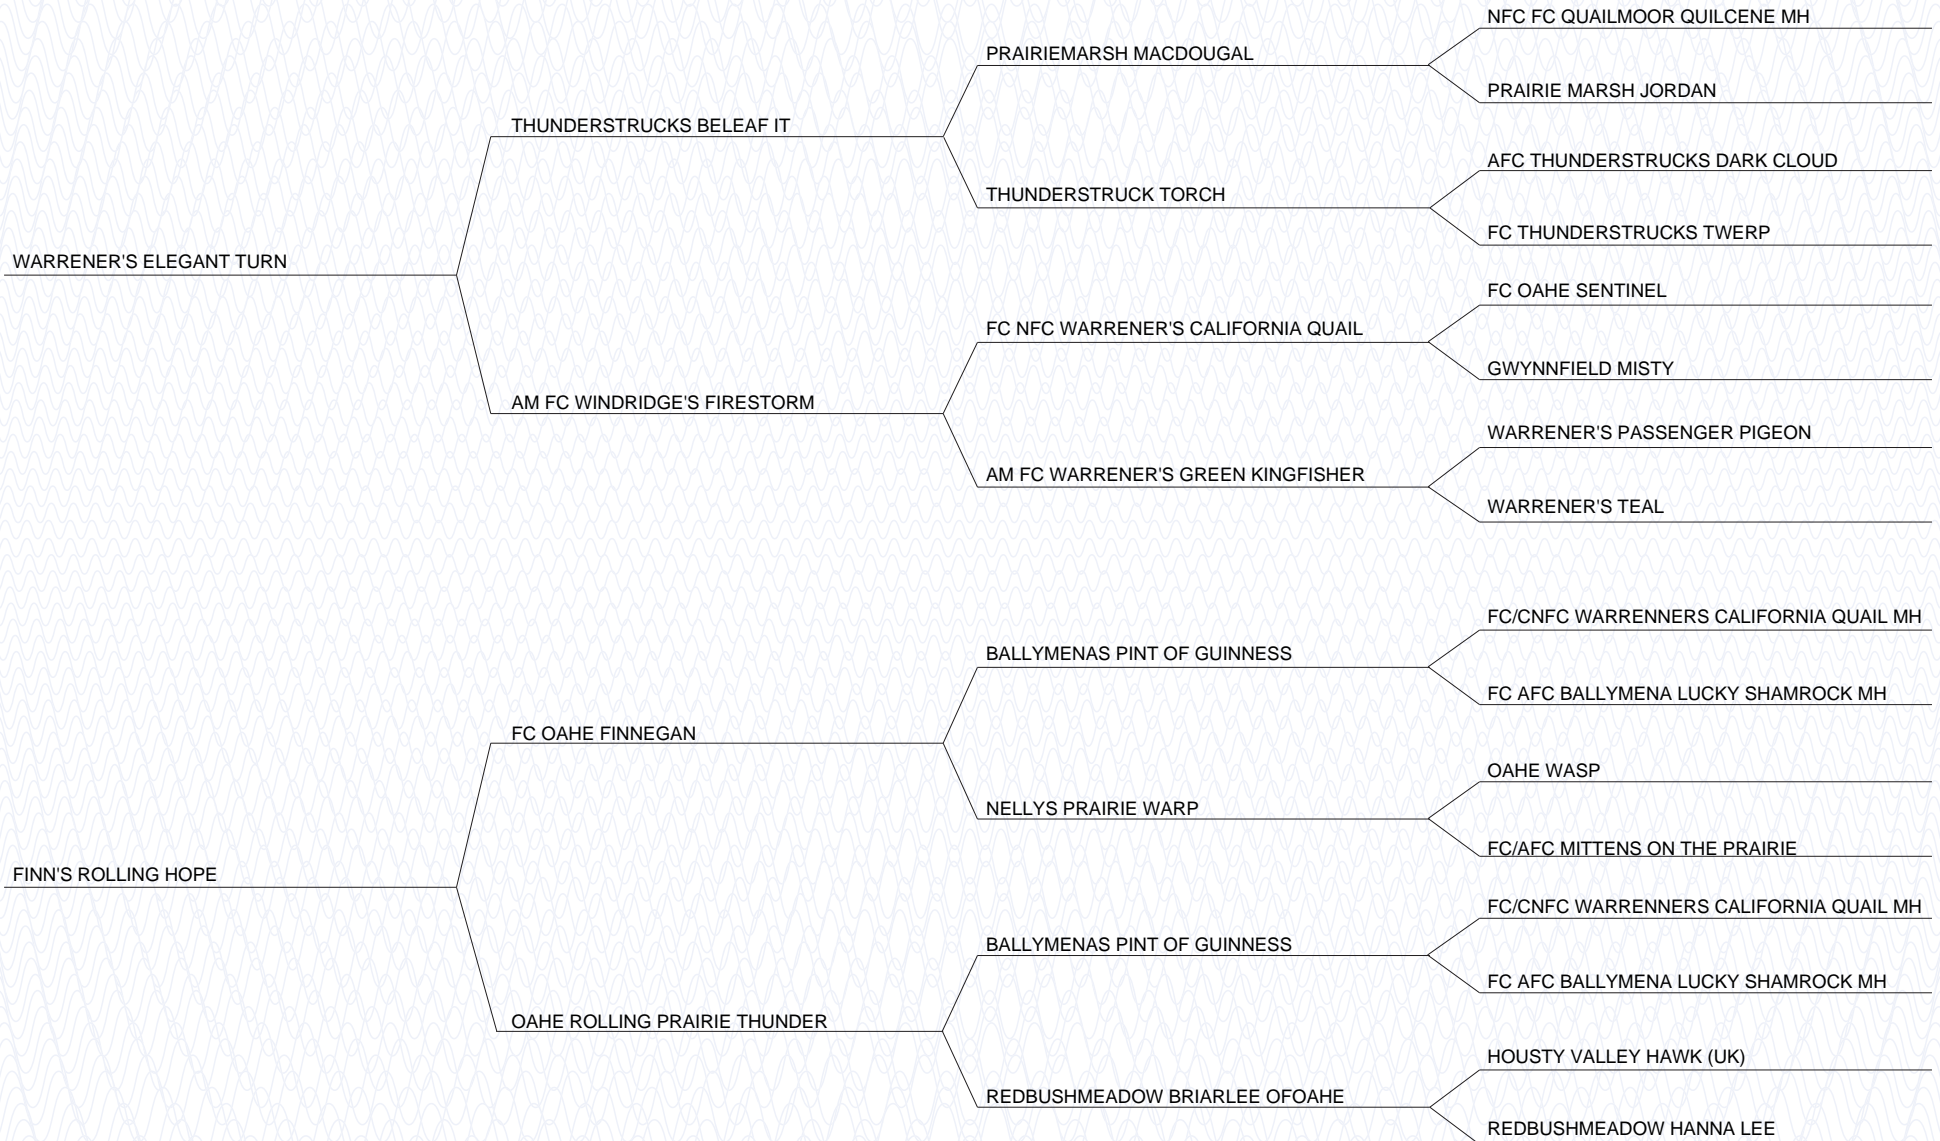 NFC FC QUAILMOOR QUILCENE MH
PRAIRIEMARSH MACDOUGAL
PRAIRIE MARSH JORDAN
THUNDERSTRUCKS BELEAF IT
AFC THUNDERSTRUCKS DARK CLOUD
THUNDERSTRUCK TORCH
FC THUNDERSTRUCKS TWERP
WARRENER'S ELEGANT TURN
FC OAHE SENTINEL
FC NFC WARRENER'S CALIFORNIA QUAIL
GWYNNFIELD MISTY
AM FC WINDRIDGE'S FIRESTORM
WARRENER'S PASSENGER PIGEON
AM FC WARRENER'S GREEN KINGFISHER
WARRENER'S TEAL
FC/CNFC WARRENNERS CALIFORNIA QUAIL MH
BALLYMENAS PINT OF GUINNESS
FC AFC BALLYMENA LUCKY SHAMROCK MH
FC OAHE FINNEGAN
OAHE WASP
NELLYS PRAIRIE WARP
FC/AFC MITTENS ON THE PRAIRIE
FINN'S ROLLING HOPE
FC/CNFC WARRENNERS CALIFORNIA QUAIL MH
BALLYMENAS PINT OF GUINNESS
FC AFC BALLYMENA LUCKY SHAMROCK MH
OAHE ROLLING PRAIRIE THUNDER
HOUSTY VALLEY HAWK (UK)
REDBUSHMEADOW BRIARLEE OFOAHE
REDBUSHMEADOW HANNA LEE